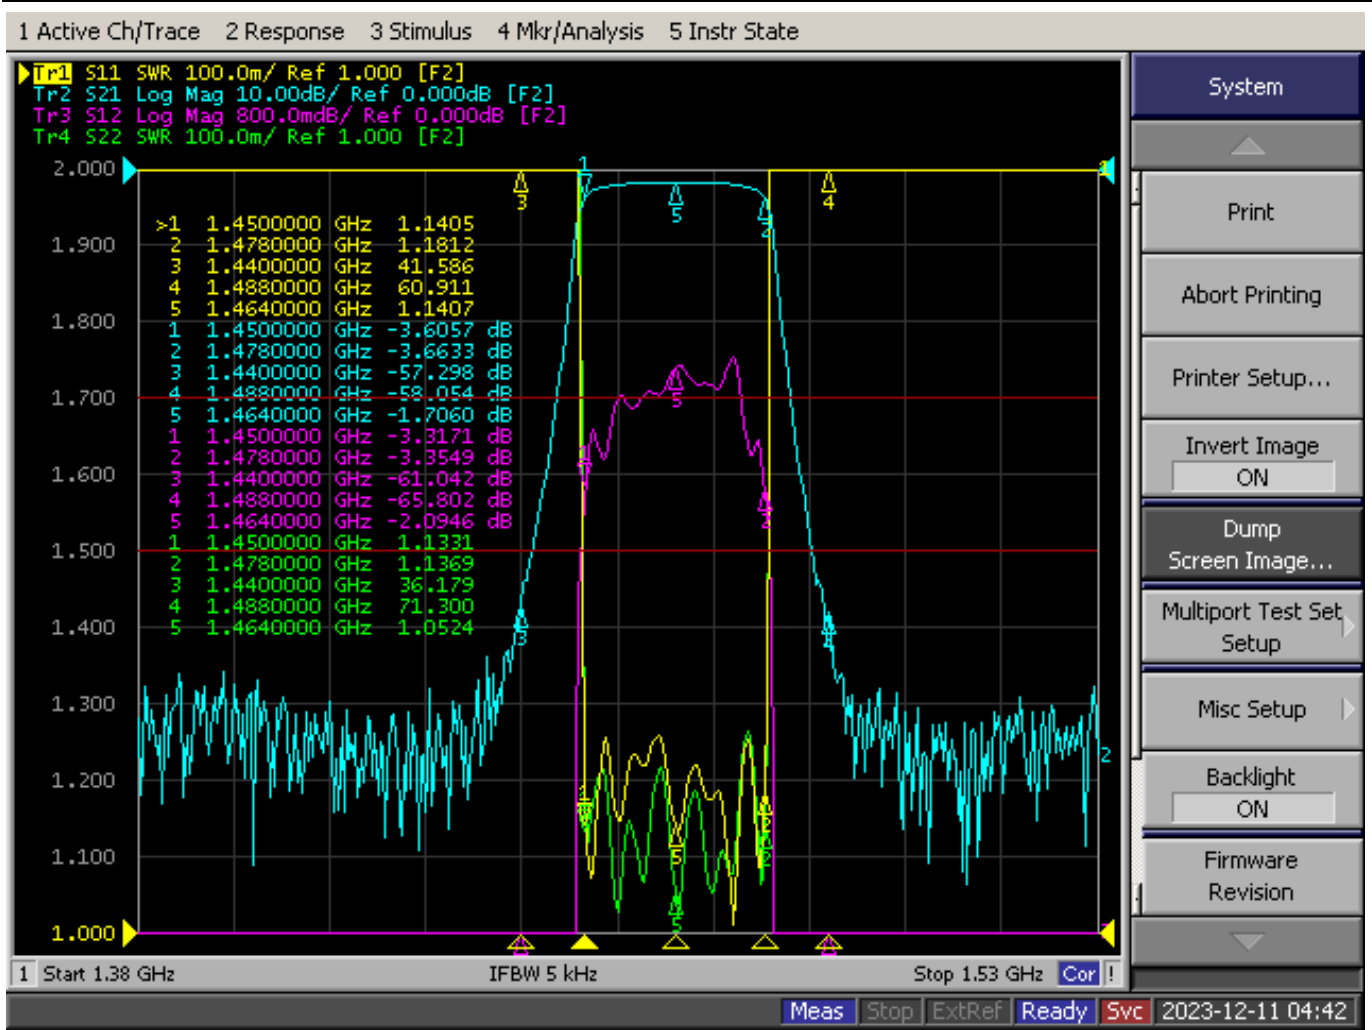 1 Active Ch/Trace 2 Response 3 Stimulus 4 Mkr/Analysis 5 Instr State
Tr1 S11 SWR 100.0m/ Ref 1.000 [F2]
Tr2 S21 Log Mag 10.00dB/ Ref 0.000dB [F2]
Tr3 S12 Log Mag 800.0mdB/ Ref 0.000dB [F2]
Tr4 S22 SWR 100.0m/ Ref 1.000 [F2]
2.000
1.900
1.800
1.700
1.600
1.500
1.400
1.300
1.200
1.100
1.000
>1 1.4500000 GHz 1.1405
2 1.4780000 GHz 1.1812
3 1.4400000 GHz 41.586
4 1.4880000 GHz 60.911
5 1.4640000 GHz 1.1407
1 1.4500000 GHz -3.6057 dB
2 1.4780000 GHz -3.6633 dB
3 1.4400000 GHz -57.298 dB
4 1.4880000 GHz -58.054 dB
5 1.4640000 GHz -1.7060 dB
1 1.4500000 GHz -3.3171 dB
2 1.4780000 GHz -3.3549 dB
3 1.4400000 GHz -61.042 dB
4 1.4880000 GHz -65.802 dB
5 1.4640000 GHz -2.0946 dB
1 1.4500000 GHz 1.1331
2 1.4780000 GHz 1.1369
3 1.4400000 GHz 36.179
4 1.4880000 GHz 71.300
5 1.4640000 GHz 1.0524
1
3
5
2
4
5
2
3
5
5
2
1 Start 1.38 GHz IFBW 5 kHz Stop 1.53 GHz Cor !
System
Print
Abort Printing
Printer Setup...
Invert Image
ON
Dump
Screen Image...
Multiport Test Set
Setup
Misc Setup
Backlight
ON
Firmware
Revision
Meas Stop ExtRef Ready Svc 2023-12-11 04:42